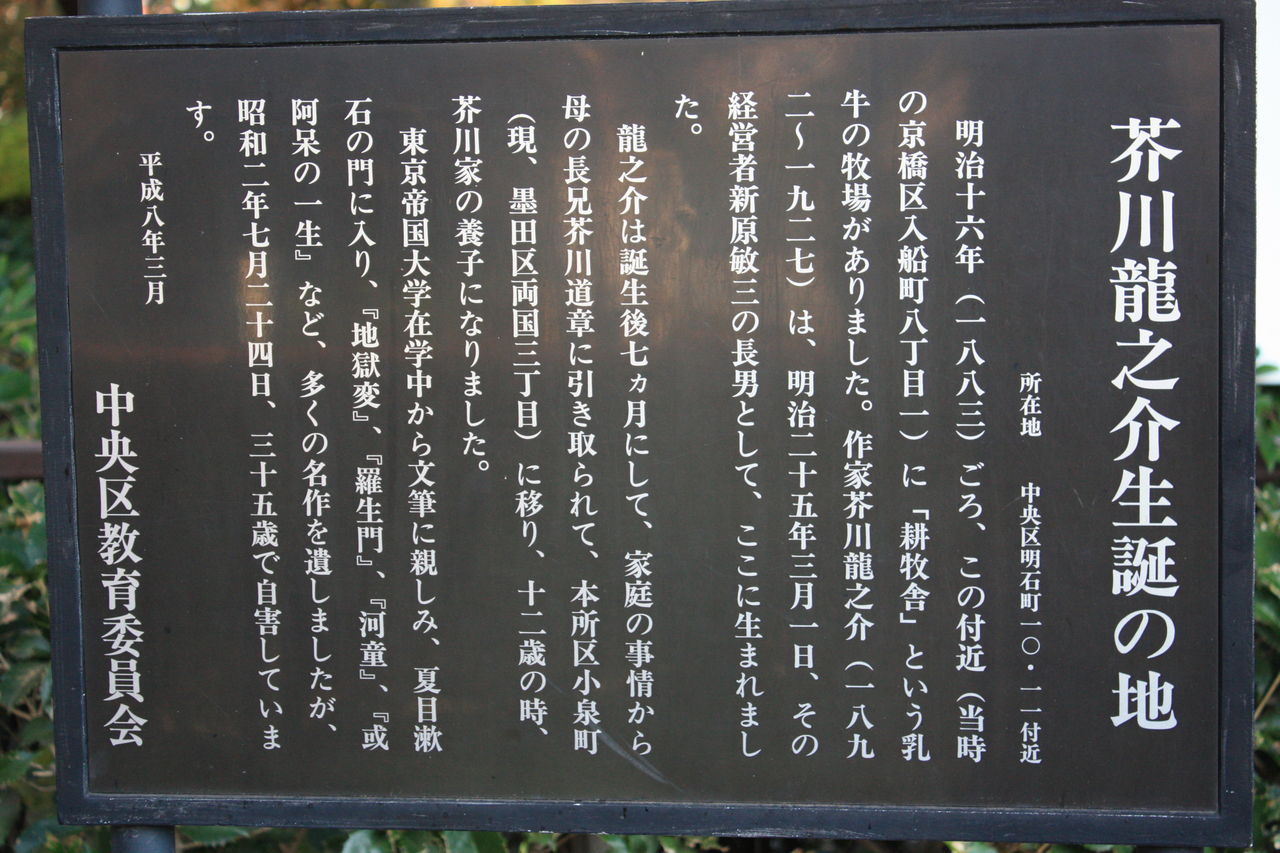 芥川龍之介生誕の地
所在地　中央区明石町一〇・一一付近
明治十六年（一八八三）ごろ、この付近（当時
の京橋区入船町八丁目一）に「耕牧舎」という乳
牛の牧場がありました。作家芥川龍之介（一八九
二〜一九二七）は、明治二十五年三月一日、その
経営者新原敏三の長男として、ここに生まれまし
た。
龍之介は誕生後七ヵ月にして、家庭の事情から
母の長兄芥川道章に引き取られて、本所区小泉町
（現、墨田区両国三丁目）に移り、十二歳の時、
芥川家の養子になりました。
東京帝国大学在学中から文筆に親しみ、夏目漱
石の門に入り、『地獄変』、『羅生門』、『河童』、『或
阿呆の一生』など、多くの名作を遺しましたが、
昭和二年七月二十四日、三十五歳で自害していま
す。
平成八年三月
中央区教育委員会